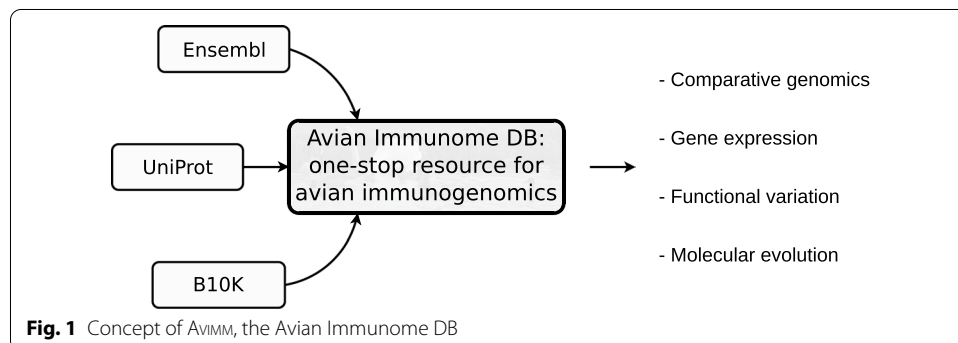 Ensembl
UniProt
B10K
Avian Immunome DB:
one-stop resource for
avian immunogenomics
- Comparative genomics
- Gene expression
- Functional variation
- Molecular evolution
Fig. 1 Concept of AVIMM, the Avian Immunome DB